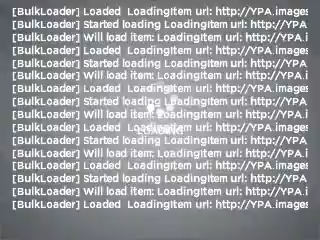 [BulkLoader] Loaded LoadingItem url: http://YPA.images
[BulkLoader] Started loading LoadingItem url: http://YPA
[BulkLoader] Will load item: LoadingItem url: http://YPA.i
[BulkLoader] Loaded LoadingItem url: http://YPA.images
[BulkLoader] Started loading LoadingItem url: http://YPA
[BulkLoader] Will load item: LoadingItem url: http://YPA.i
[BulkLoader] Loaded LoadingItem url: http://YPA.images
[BulkLoader] Started loading LoadingItem url: http://YPA
[BulkLoader] Will load item: LoadingItem url: http://YPA.i
[BulkLoader] Loaded LoadingItem url: http://YPA.images
LOADING
[BulkLoader] Started loading LoadingItem url: http://YPA
[BulkLoader] Will load item: LoadingItem url: http://YPA.i
[BulkLoader] Loaded LoadingItem url: http://YPA.images
[BulkLoader] Started loading LoadingItem url: http://YPA
[BulkLoader] Will load item: LoadingItem url: http://YPA.i
[BulkLoader] Loaded LoadingItem url: http://YPA.images